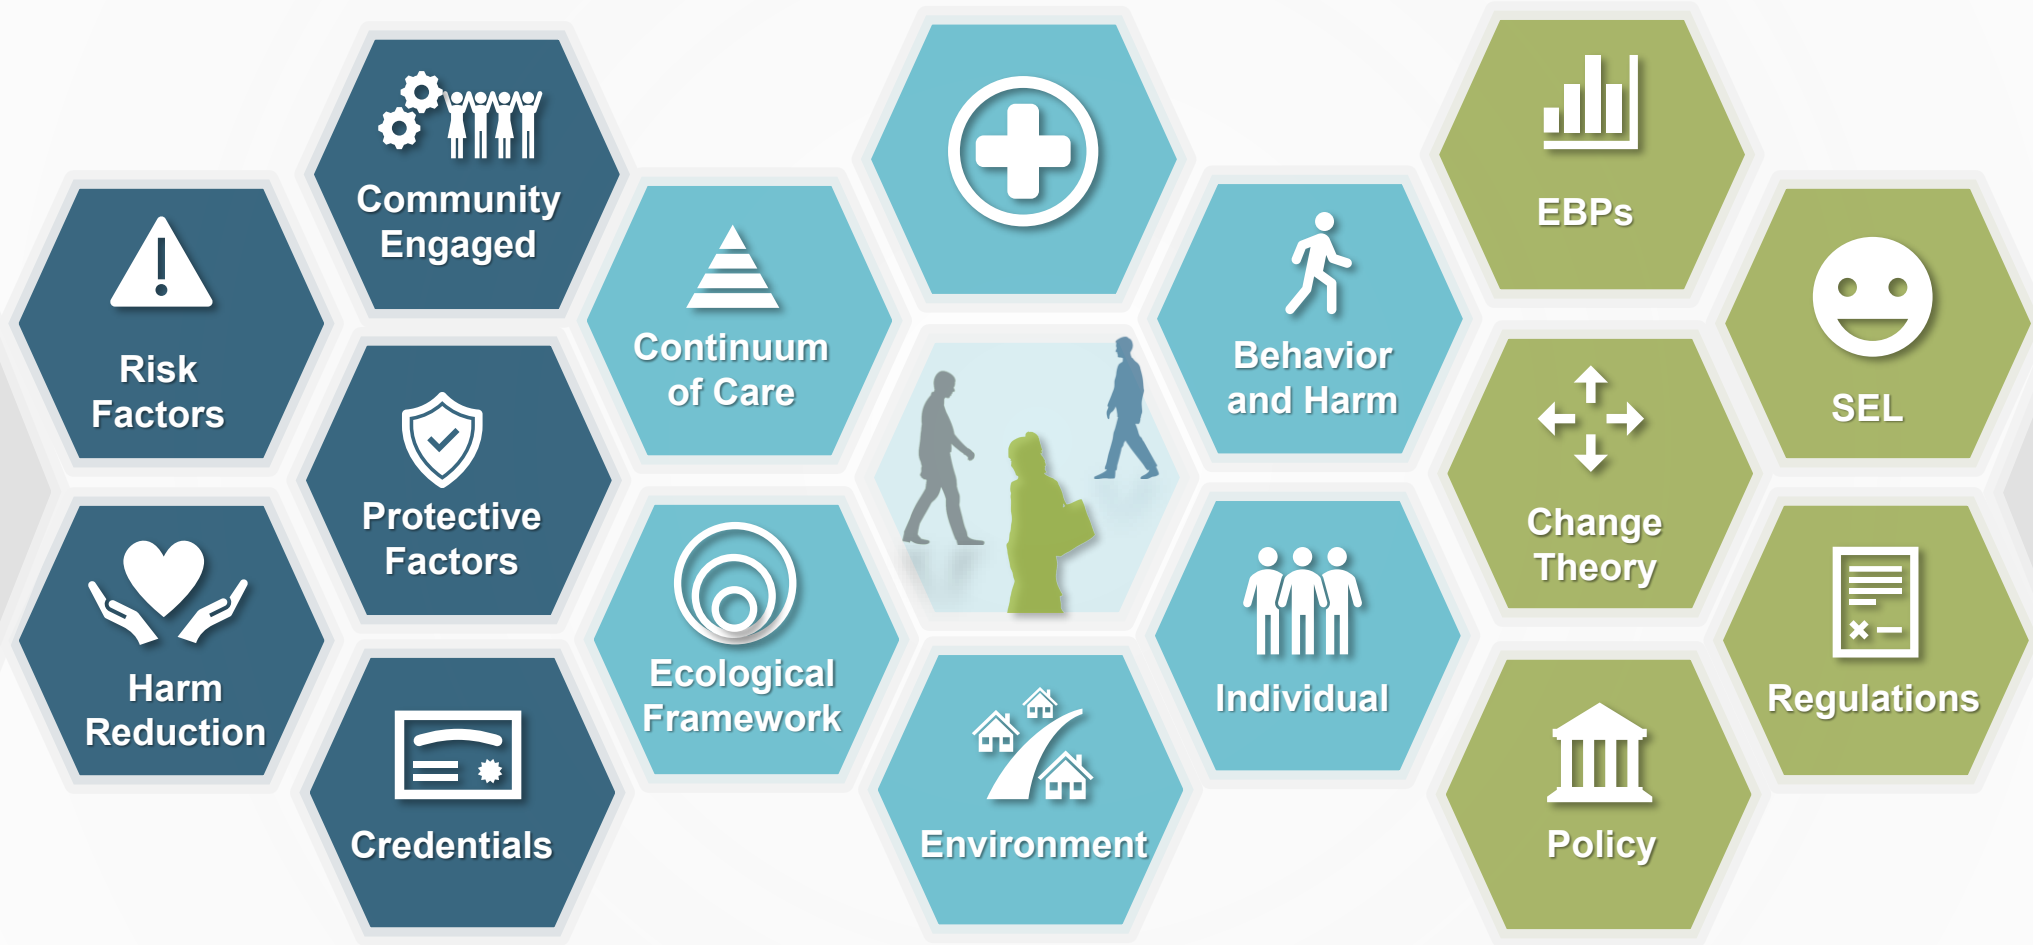 Community
Engaged
EBPs
Risk
Factors
Continuum
of Care
Behavior
and Harm
SEL
Protective
Factors
Change
Theory
Harm
Reduction
Ecological
Framework
Individual
Regulations
Credentials
Environment
Policy